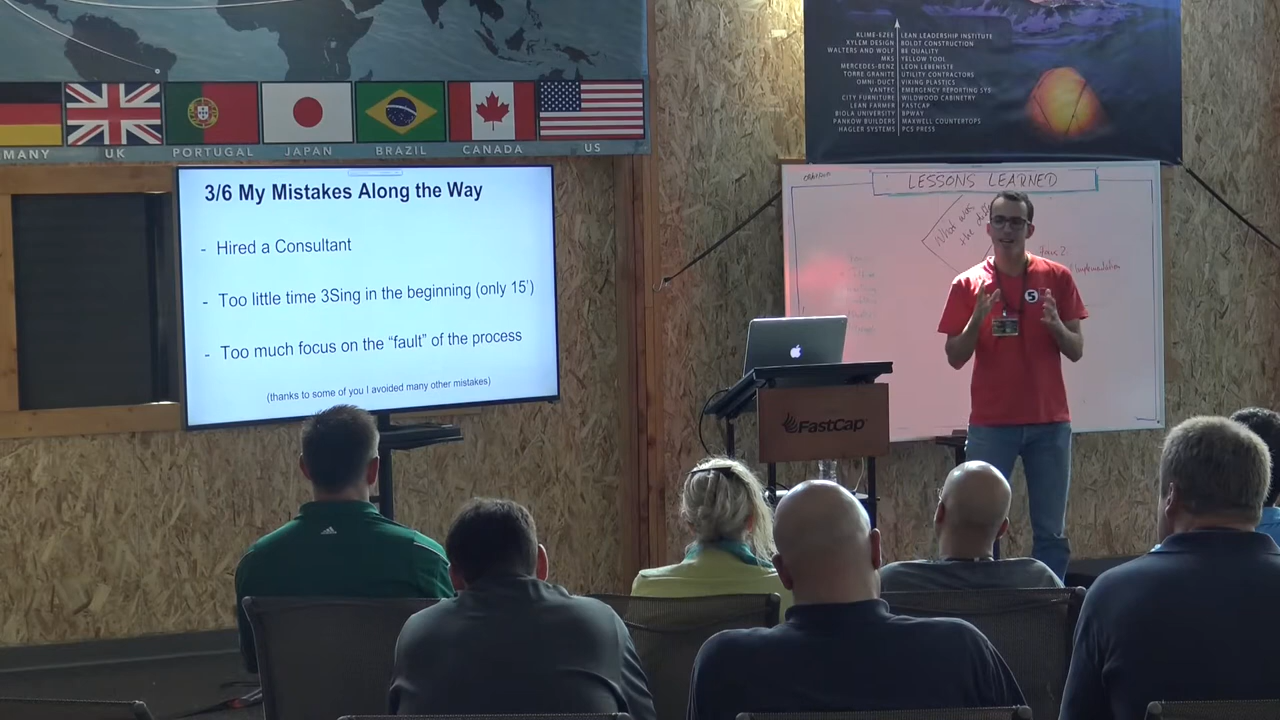 MANY UK PORTUGAL JAPAN BRAZIL CANADA US
KLIME-EZEE LEAN LEADERSHIP INSTITUTE
XYLEM DESIGN BOLDT CONSTRUCTION
WALTERS AND WOLF BE QUALITY
MKS YELLOW TOOL
MERCEDES-BENZ LEON LEBENISTE
TORRE GRANITE UTILITY CONTRACTORS
OMNI DUCT VIKING PLASTICS
VANTEC EMERGENCY REPORTING SYS
CITY FURNITURE WILDWOOD CABINETRY
LEAN FARMER FASTCAP
BIOLA UNIVERSITY BPWAY
PANKOW BUILDERS MAXWELL COUNTERTOPS
HAGLER SYSTEMS PCS PRESS
3/6 My Mistakes Along the Way
- Hired a Consultant
- Too little time 3Sing in the beginning (only 15')
- Too much focus on the “fault” of the process
(thanks to some of you I avoided many other mistakes)
LESSONS LEARNED
What was
the
Implementation
5
FastCap
adidas